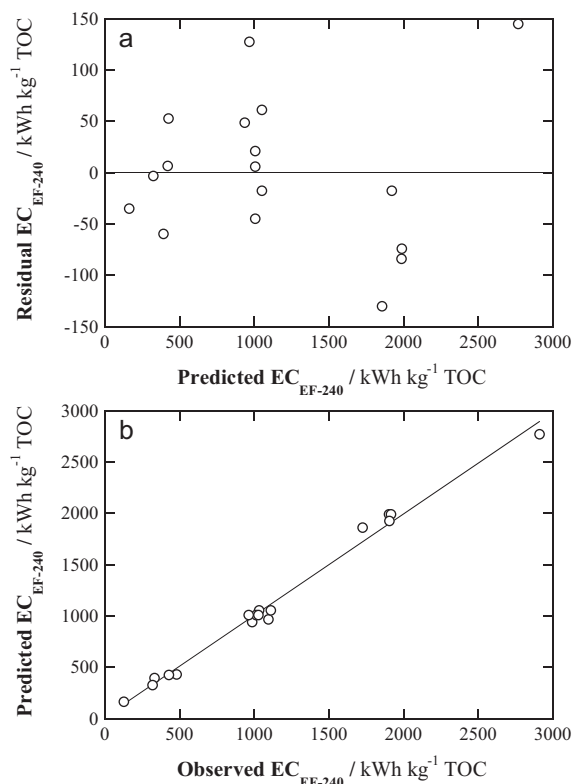 a
150
100
50
0
-50
-100
-150
Residual EC_EF-240 / kWh kg⁻¹ TOC
0 500 1000 1500 2000 2500 3000
Predicted EC_EF-240 / kWh kg⁻¹ TOC
b
3000
2500
2000
1500
1000
500
0
Predicted EC_EF-240 / kWh kg⁻¹ TOC
0 500 1000 1500 2000 2500 3000
Observed EC_EF-240 / kWh kg⁻¹ TOC